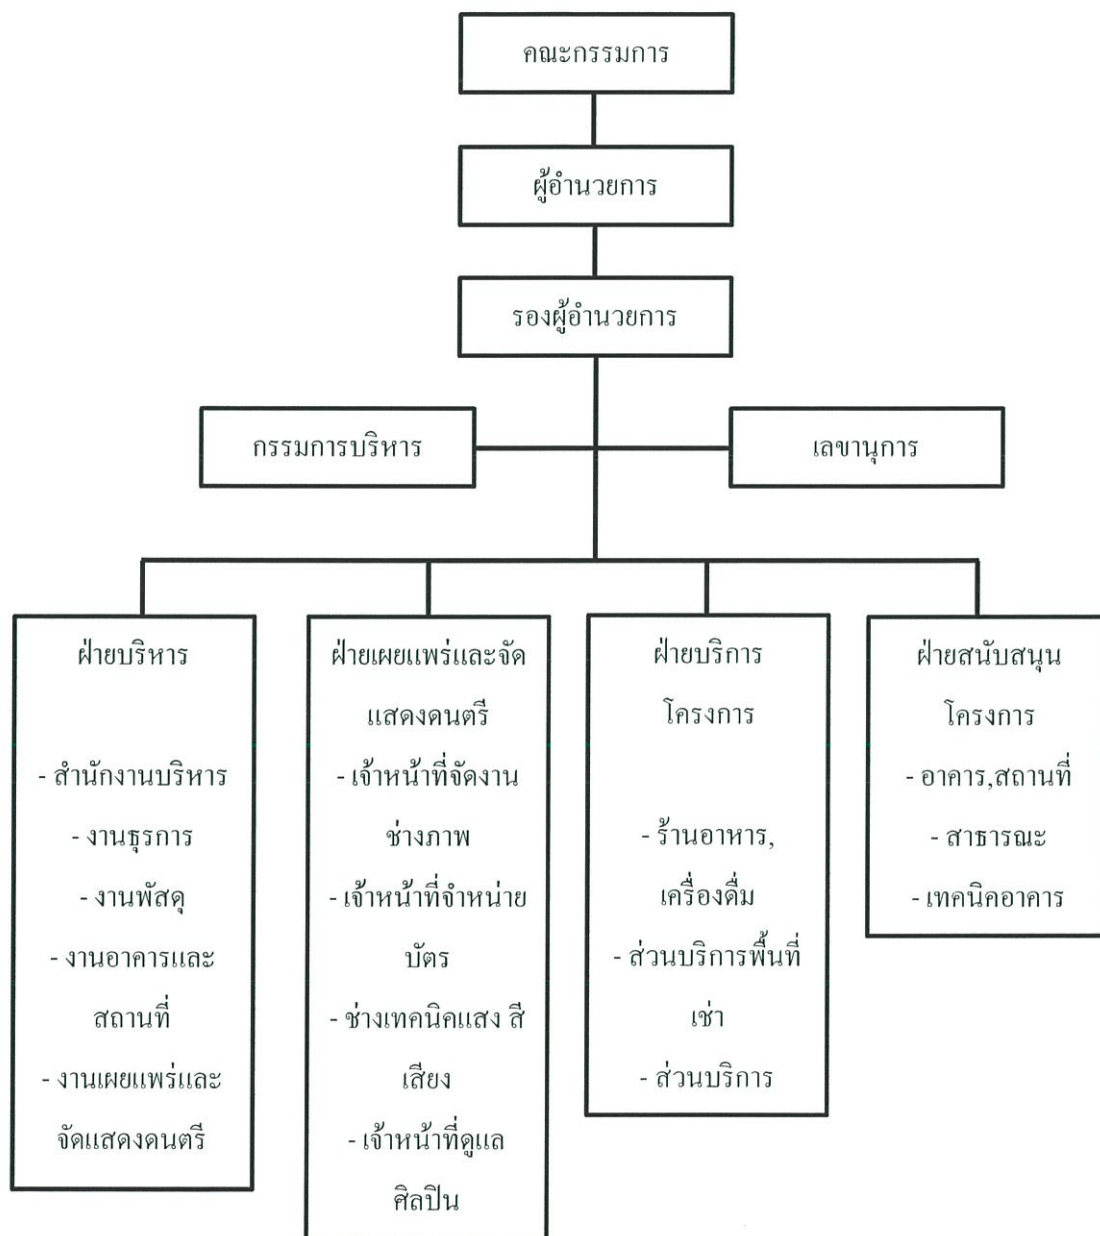 คณะกรรมการ
ผู้อำนวยการ
รองผู้อำนวยการ
กรรมการบริหาร
เลขานุการ
ฝ่ายบริหาร
- สำนักงานบริหาร
- งานธุรการ
- งานพัสดุ
- งานอาคารและ
สถานที่
- งานเผยแพร่และ
จัดแสดงดนตรี
ฝ่ายเผยแพร่และจัด
แสดงดนตรี
- เจ้าหน้าที่จัดงาน
ช่างภาพ
- เจ้าหน้าที่จำหน่าย
บัตร
- ช่างเทคนิคแสง สี
เสียง
- เจ้าหน้าที่ดูแล
ศิลปิน
ฝ่ายบริการ
โครงการ
- ร้านอาหาร,
เครื่องดื่ม
- ส่วนบริการพื้นที่
เช่า
- ส่วนบริการ
ฝ่ายสนับสนุน
โครงการ
- อาคาร,สถานที่
- สาธารณะ
- เทคนิคอาคาร